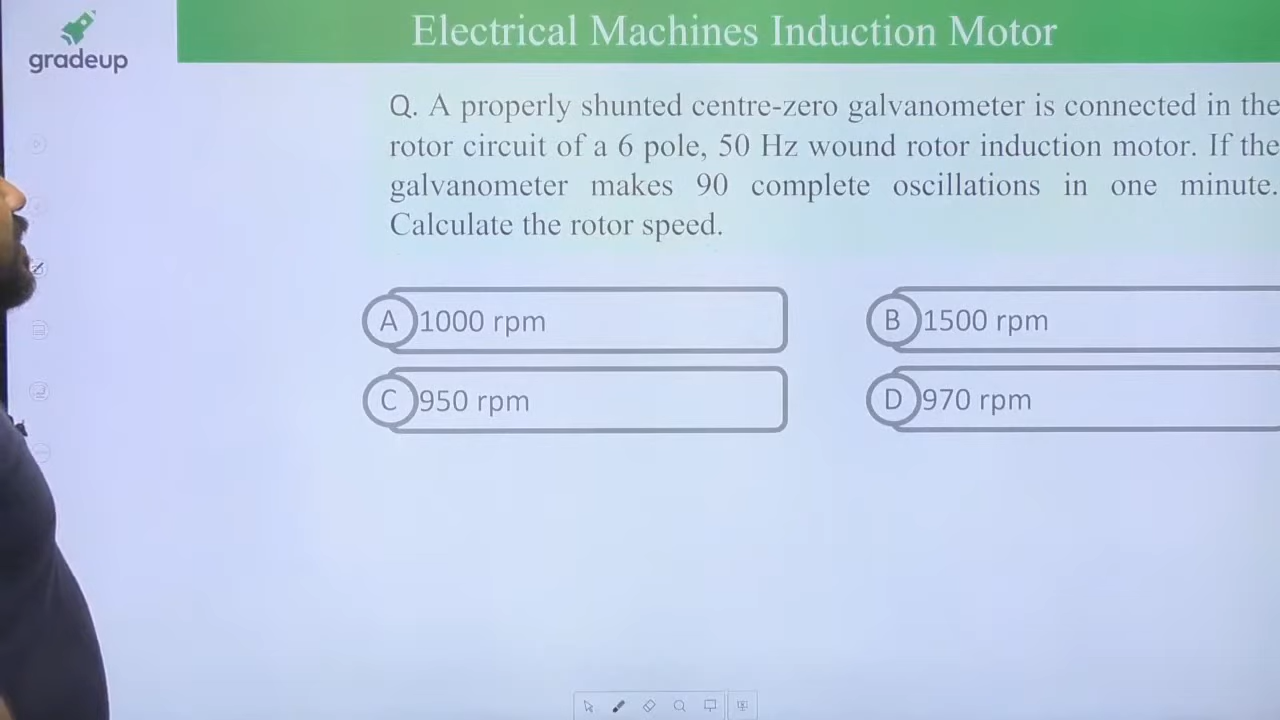 gradeup
Electrical Machines Induction Motor
Q. A properly shunted centre-zero galvanometer is connected in the
rotor circuit of a 6 pole, 50 Hz wound rotor induction motor. If the
galvanometer makes 90 complete oscillations in one minute.
Calculate the rotor speed.
A 1000 rpm
B 1500 rpm
C 950 rpm
D 970 rpm